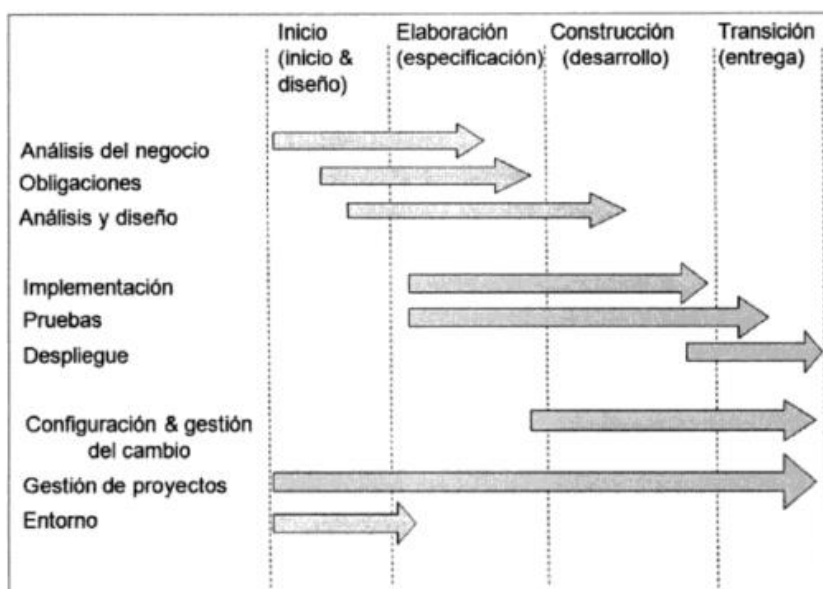 Inicio
(inicio &
diseño)
Elaboración
(especificación)
Construcción
(desarrollo)
Transición
(entrega)
Análisis del negocio
Obligaciones
Análisis y diseño
Implementación
Pruebas
Despliegue
Configuración & gestión
del cambio
Gestión de proyectos
Entorno